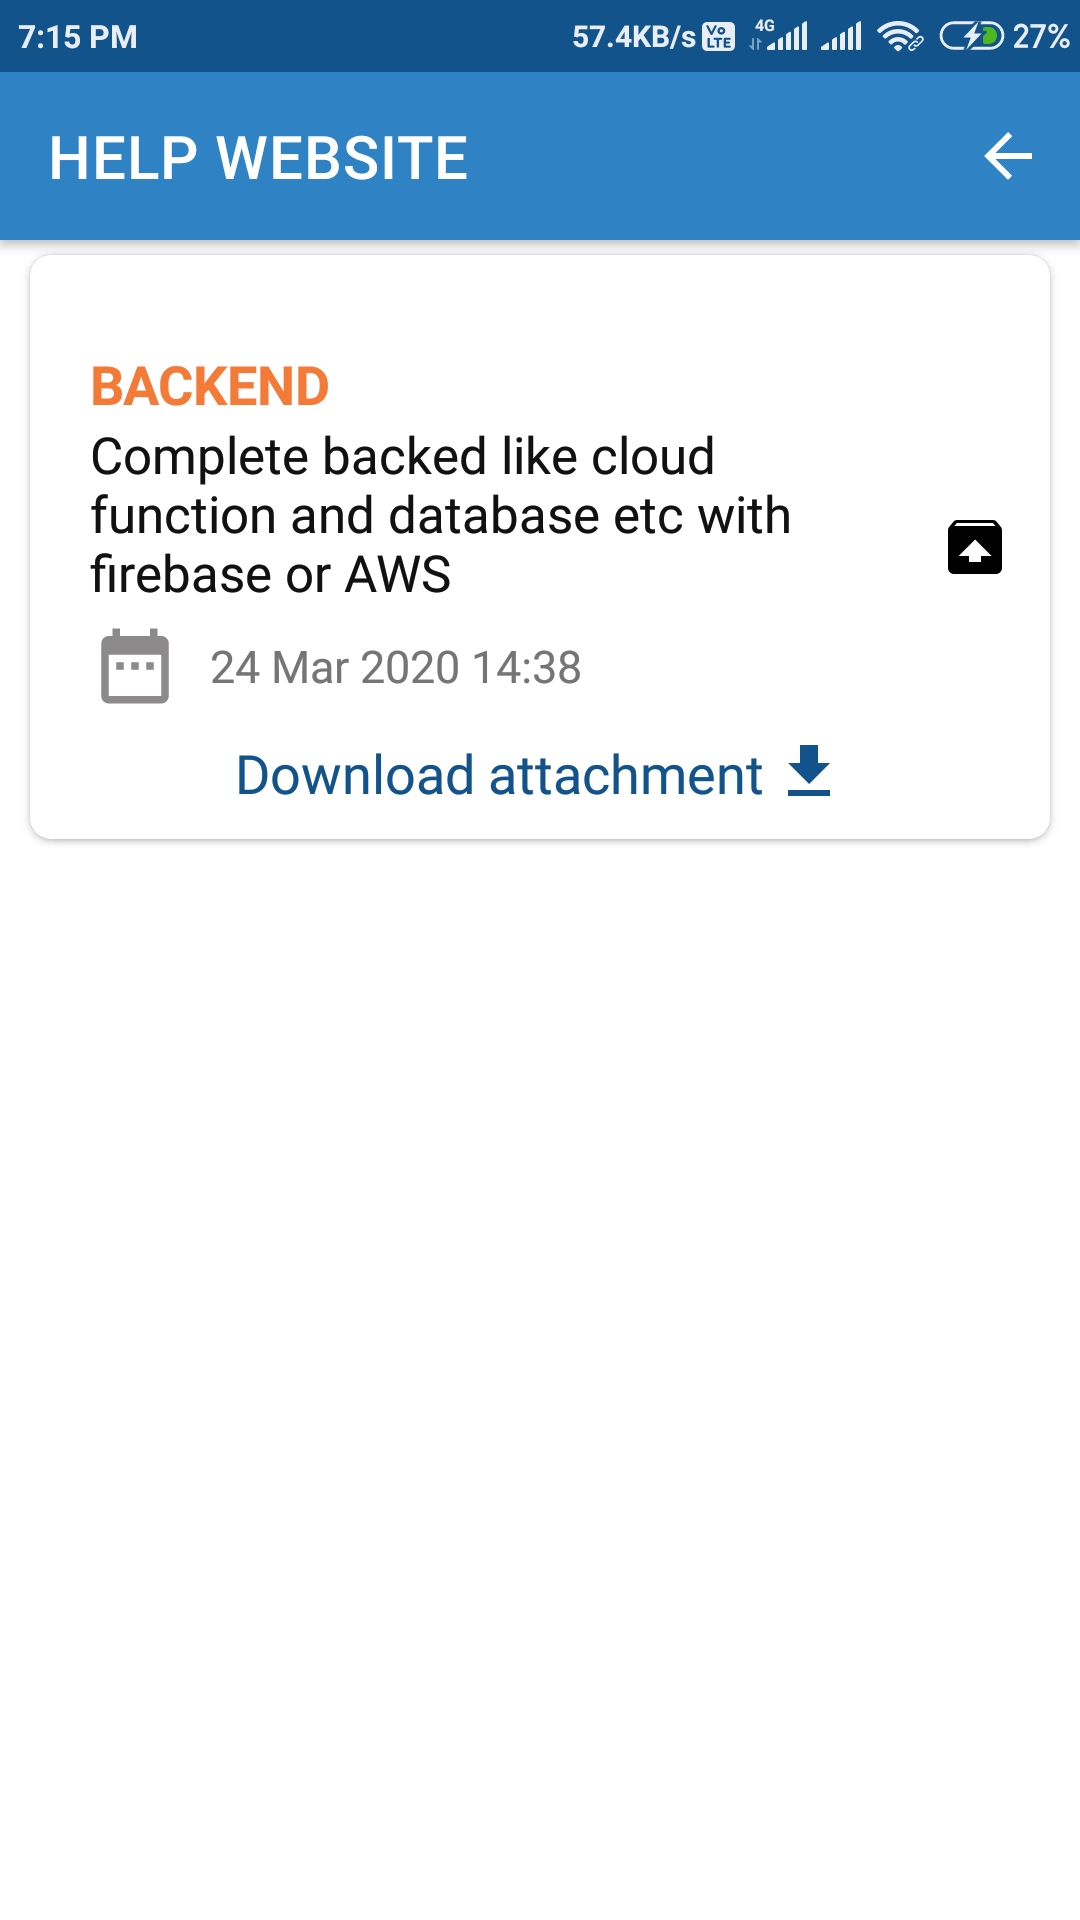 7:15 PM 57.4KB/s Vo LTE 4G 27%
HELP WEBSITE
BACKEND
Complete backed like cloud
function and database etc with
firebase or AWS
24 Mar 2020 14:38
Download attachment